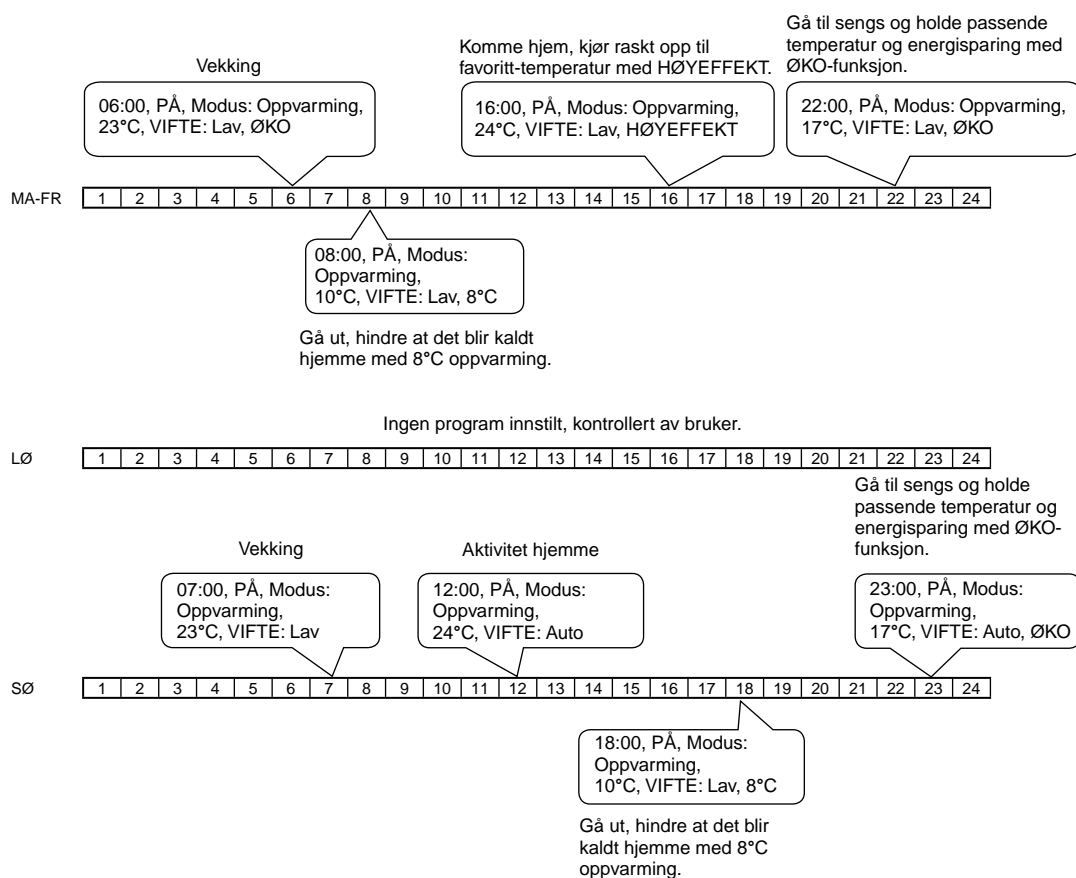 Vekking
06:00, PÅ, Modus: Oppvarming,
23°C, VIFTE: Lav, ØKO
Komme hjem, kjør raskt opp til
favoritt-temperatur med HØYEFFEKT.
16:00, PÅ, Modus: Oppvarming,
24°C, VIFTE: Lav, HØYEFFEKT
Gå til sengs og holde passende
temperatur og energisparing med
ØKO-funksjon.
22:00, PÅ, Modus: Oppvarming,
17°C, VIFTE: Lav, ØKO
MA-FR 1 2 3 4 5 6 7 8 9 10 11 12 13 14 15 16 17 18 19 20 21 22 23 24
08:00, PÅ, Modus:
Oppvarming,
10°C, VIFTE: Lav, 8°C
Gå ut, hindre at det blir kaldt
hjemme med 8°C oppvarming.
Ingen program innstilt, kontrollert av bruker.
LØ 1 2 3 4 5 6 7 8 9 10 11 12 13 14 15 16 17 18 19 20 21 22 23 24
Vekking
07:00, PÅ, Modus:
Oppvarming,
23°C, VIFTE: Lav
Aktivitet hjemme
12:00, PÅ, Modus:
Oppvarming,
24°C, VIFTE: Auto
Gå til sengs og holde
passende temperatur og
energisparing med ØKO-
funksjon.
23:00, PÅ, Modus:
Oppvarming,
17°C, VIFTE: Auto, ØKO
SØ 1 2 3 4 5 6 7 8 9 10 11 12 13 14 15 16 17 18 19 20 21 22 23 24
18:00, PÅ, Modus:
Oppvarming,
10°C, VIFTE: Lav, 8°C
Gå ut, hindre at det blir
kaldt hjemme med 8°C
oppvarming.